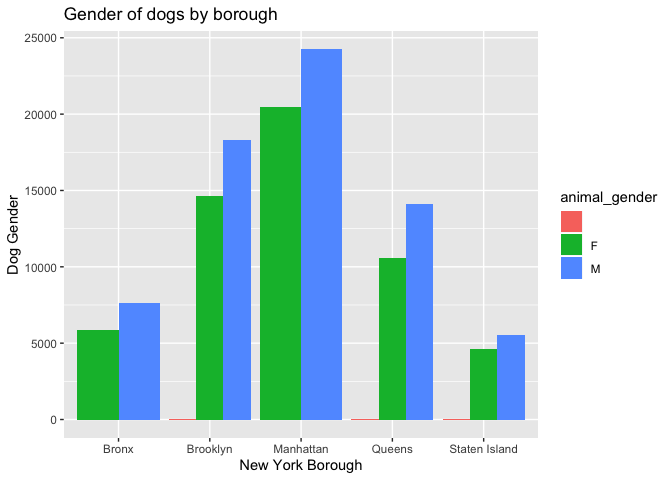 Gender of dogs by borough
25000
20000
15000
10000
5000
0
Dog Gender
Bronx Brooklyn Manhattan Queens Staten Island
New York Borough
animal_gender
F
M